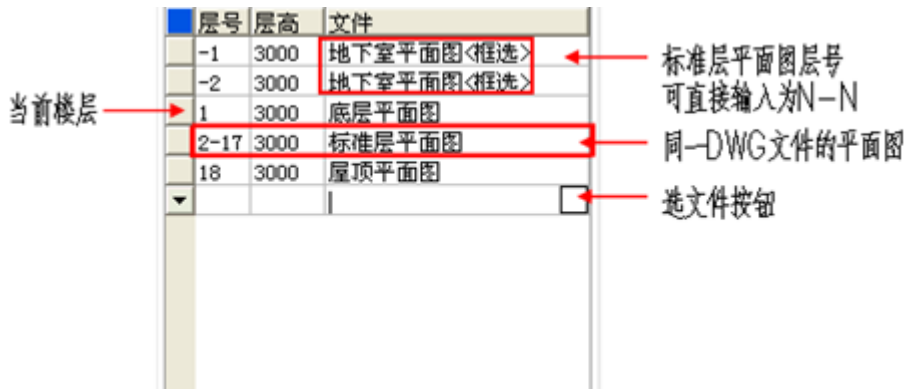 层号 层高 文件
-1 3000 地下室平面图<框选>
-2 3000 地下室平面图<框选>
1 3000 底层平面图
2-17 3000 标准层平面图
18 3000 屋顶平面图
当前楼层
标准层平面图层号
可直接输入为N-N
同一DWG文件的平面图
选文件按钮